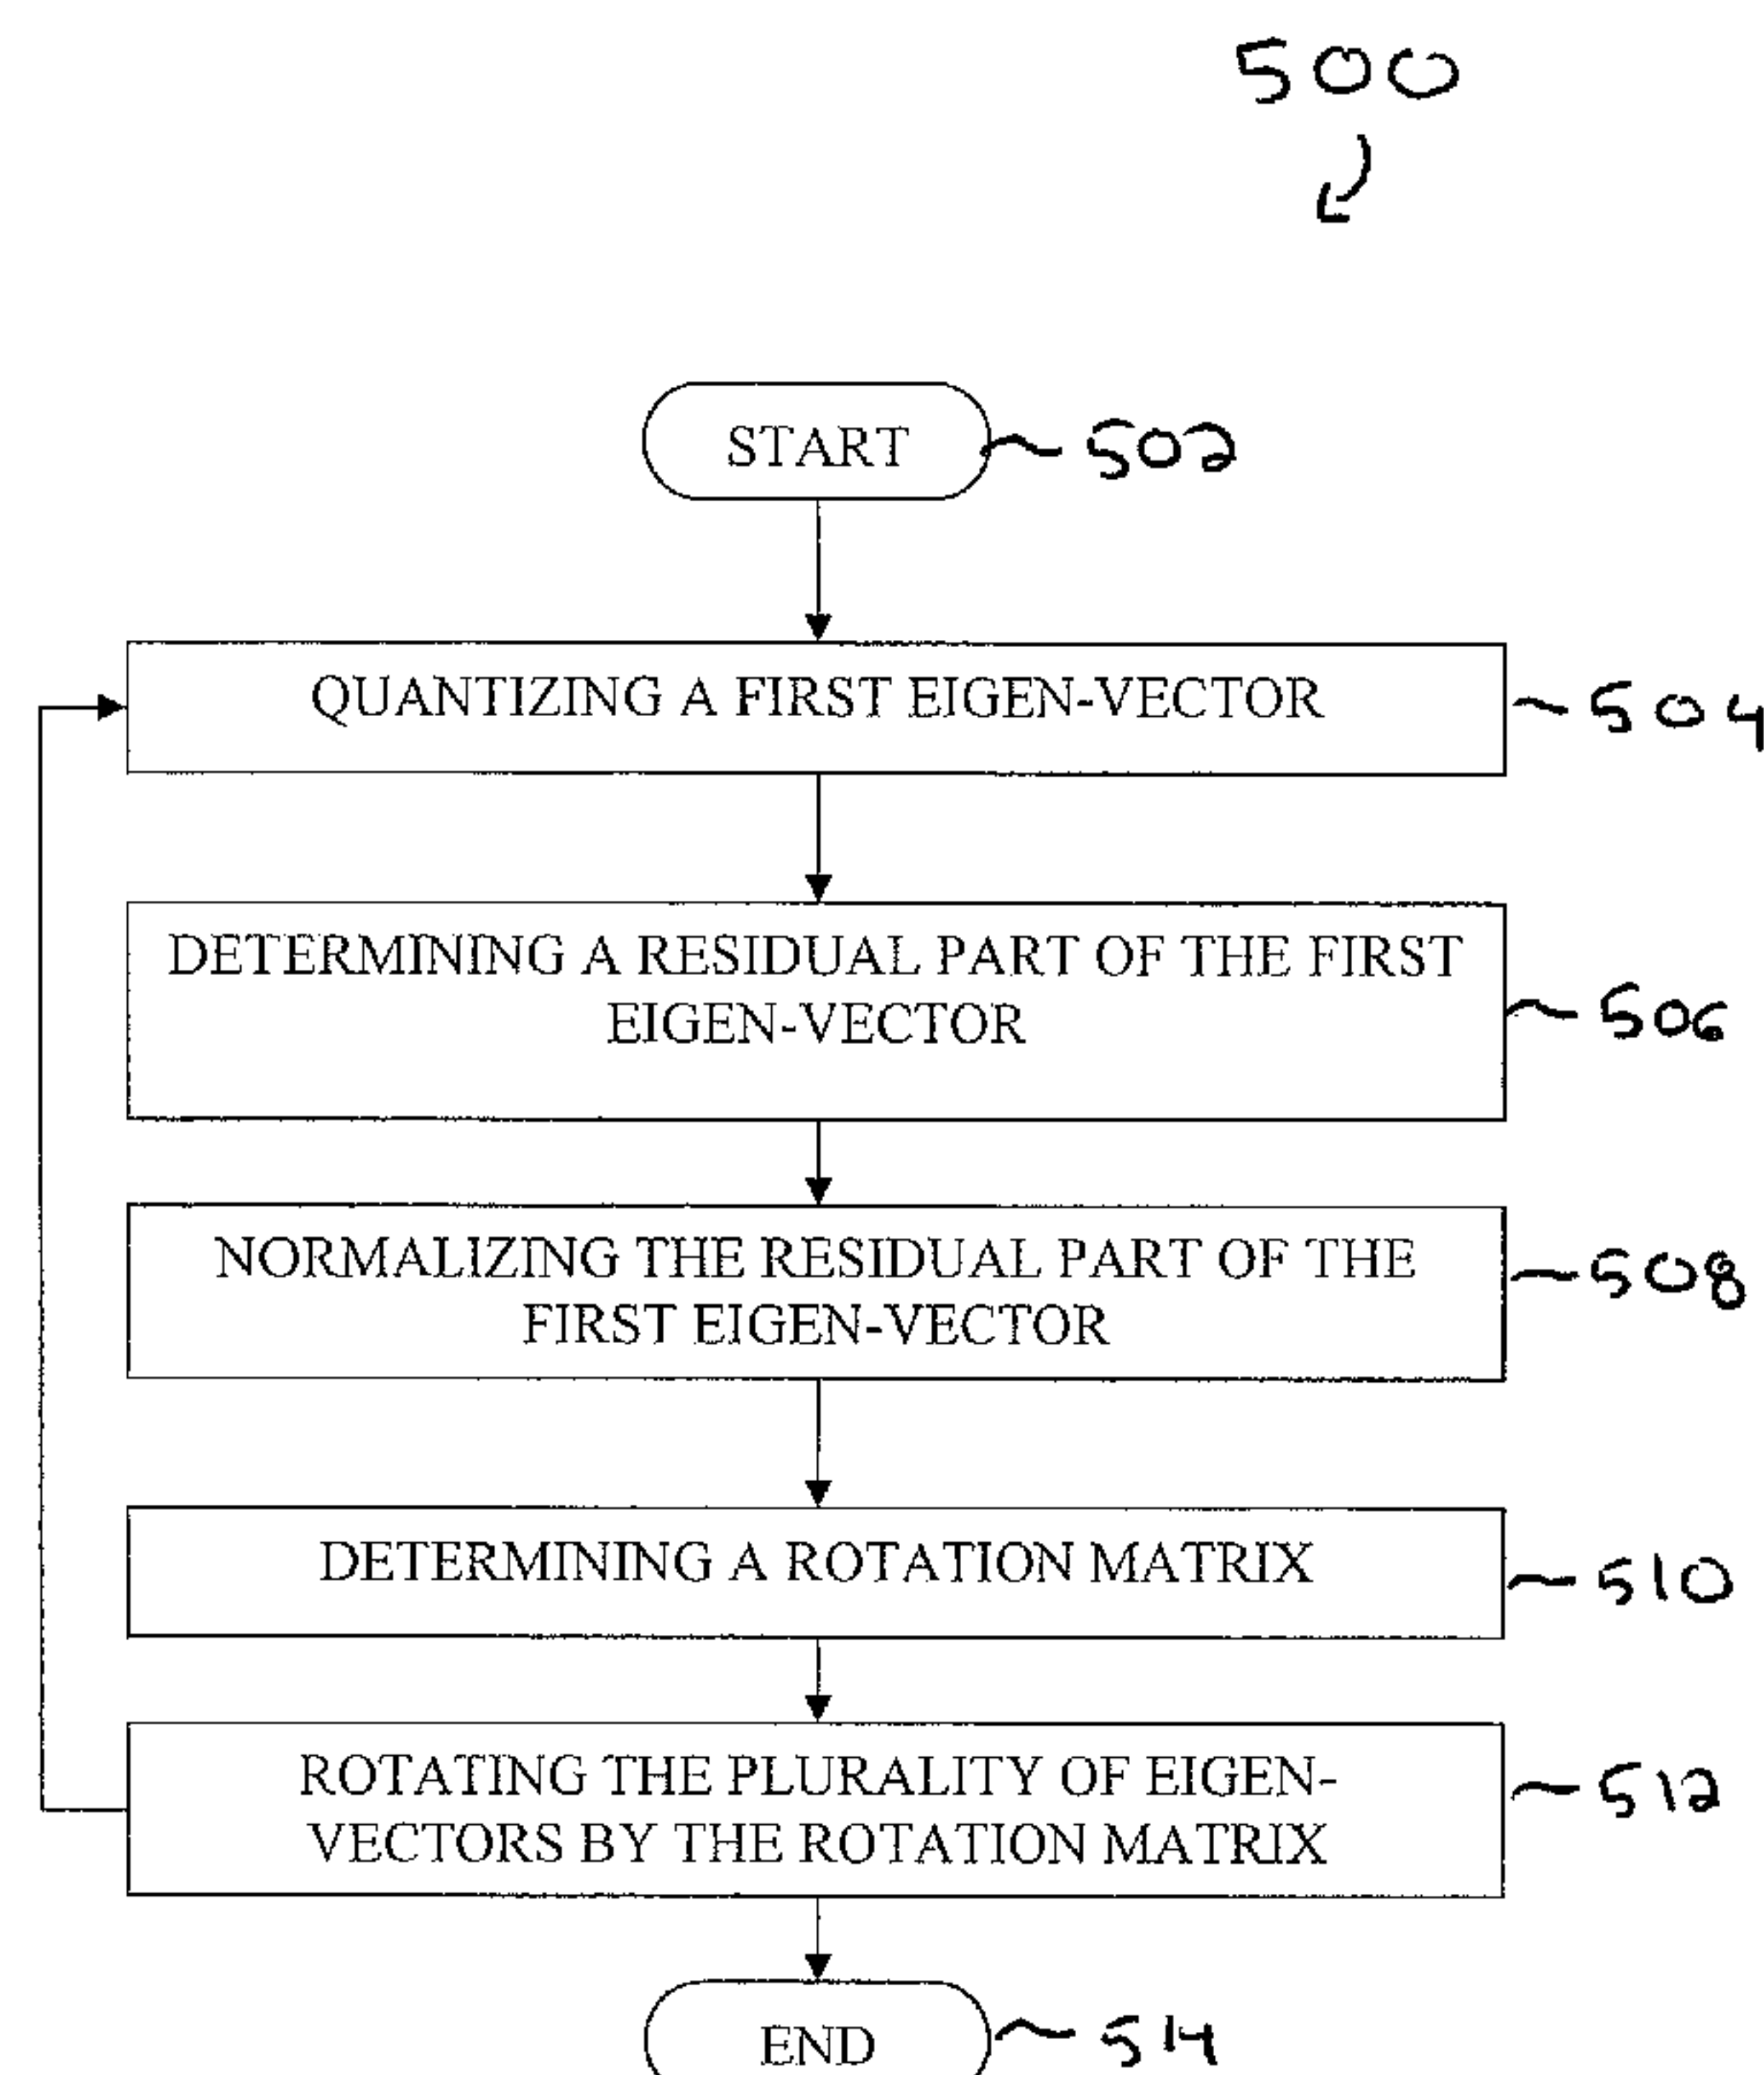 500
START
502
QUANTIZING A FIRST EIGEN-VECTOR
504
DETERMINING A RESIDUAL PART OF THE FIRST
EIGEN-VECTOR
506
NORMALIZING THE RESIDUAL PART OF THE
FIRST EIGEN-VECTOR
508
DETERMINING A ROTATION MATRIX
510
ROTATING THE PLURALITY OF EIGEN-
VECTORS BY THE ROTATION MATRIX
512
END
514